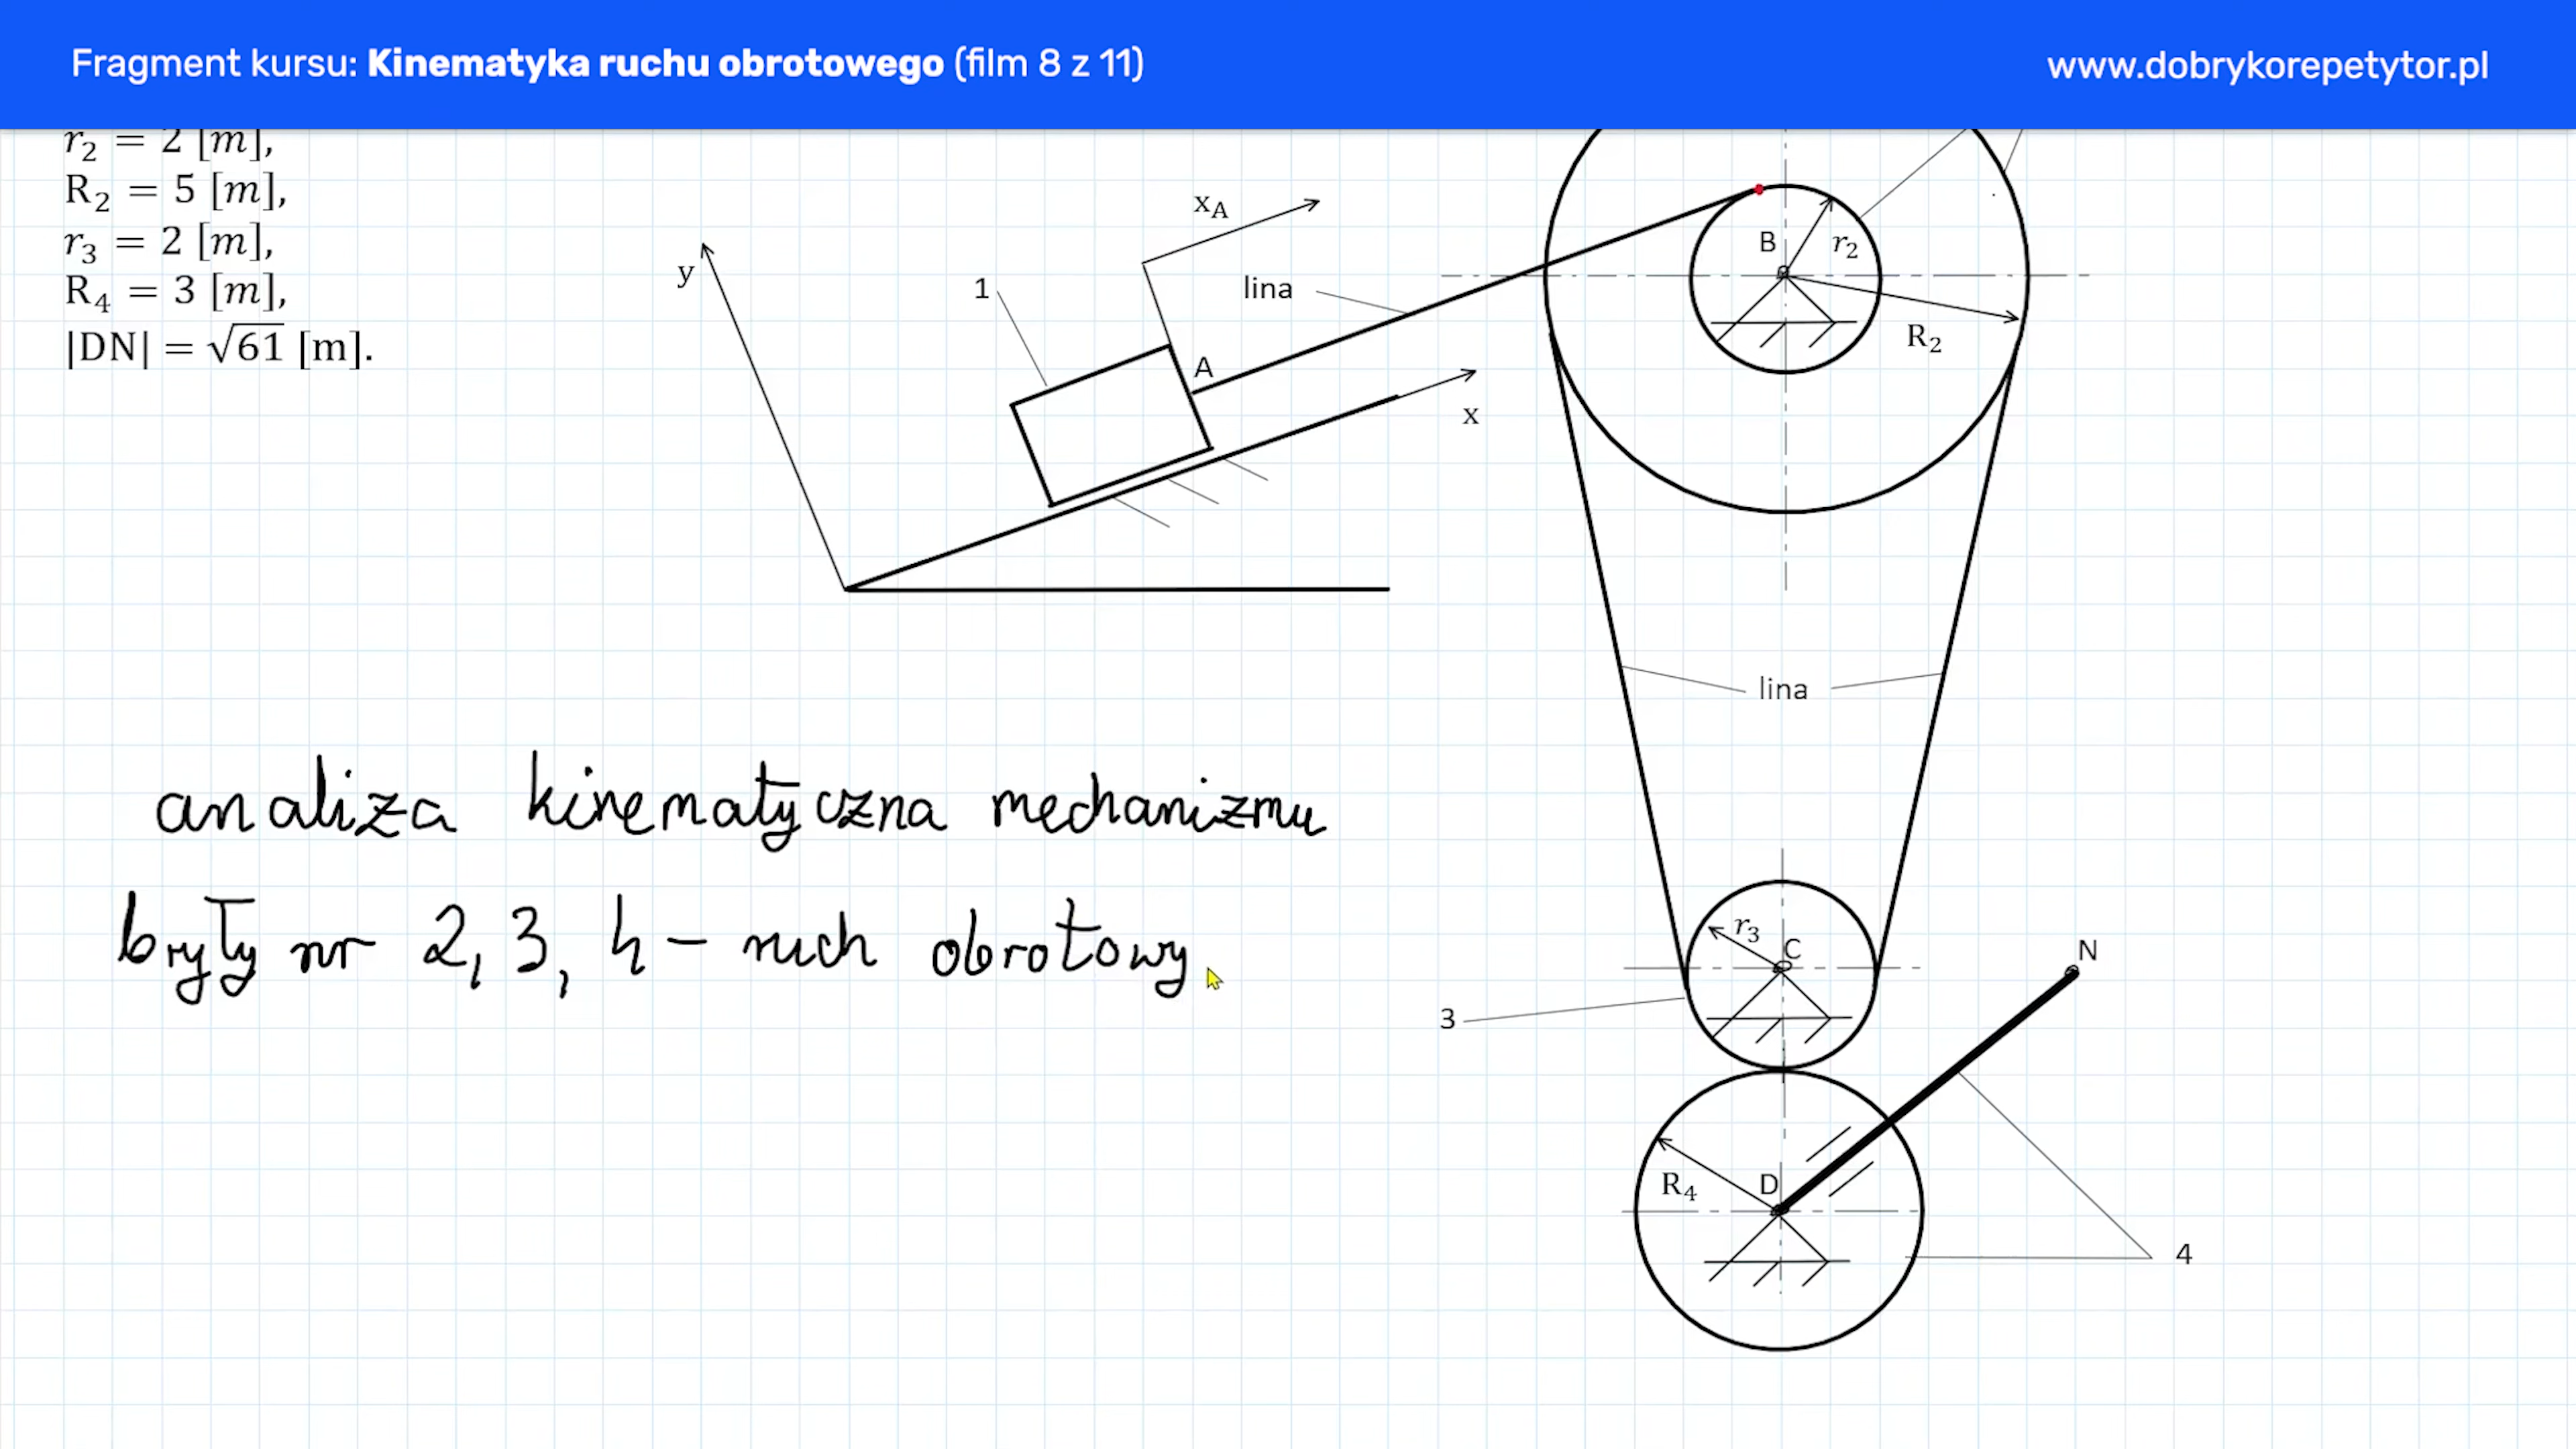 Fragment kursu: Kinematyka ruchu obrotowego (film 8 z 11)
www.dobrykorepetytor.pl
r₂ = 2 [m],
R₂ = 5 [m],
r₃ = 2 [m],
R₄ = 3 [m],
|DN| = √61 [m].
y
1
x_A
A
lina
x
B
r₂
R₂
lina
analiza kinematyczna mechanizmu
bryły nr 2, 3, 4 – ruch obrotowy
r₃
C
N
3
R₄
D
4